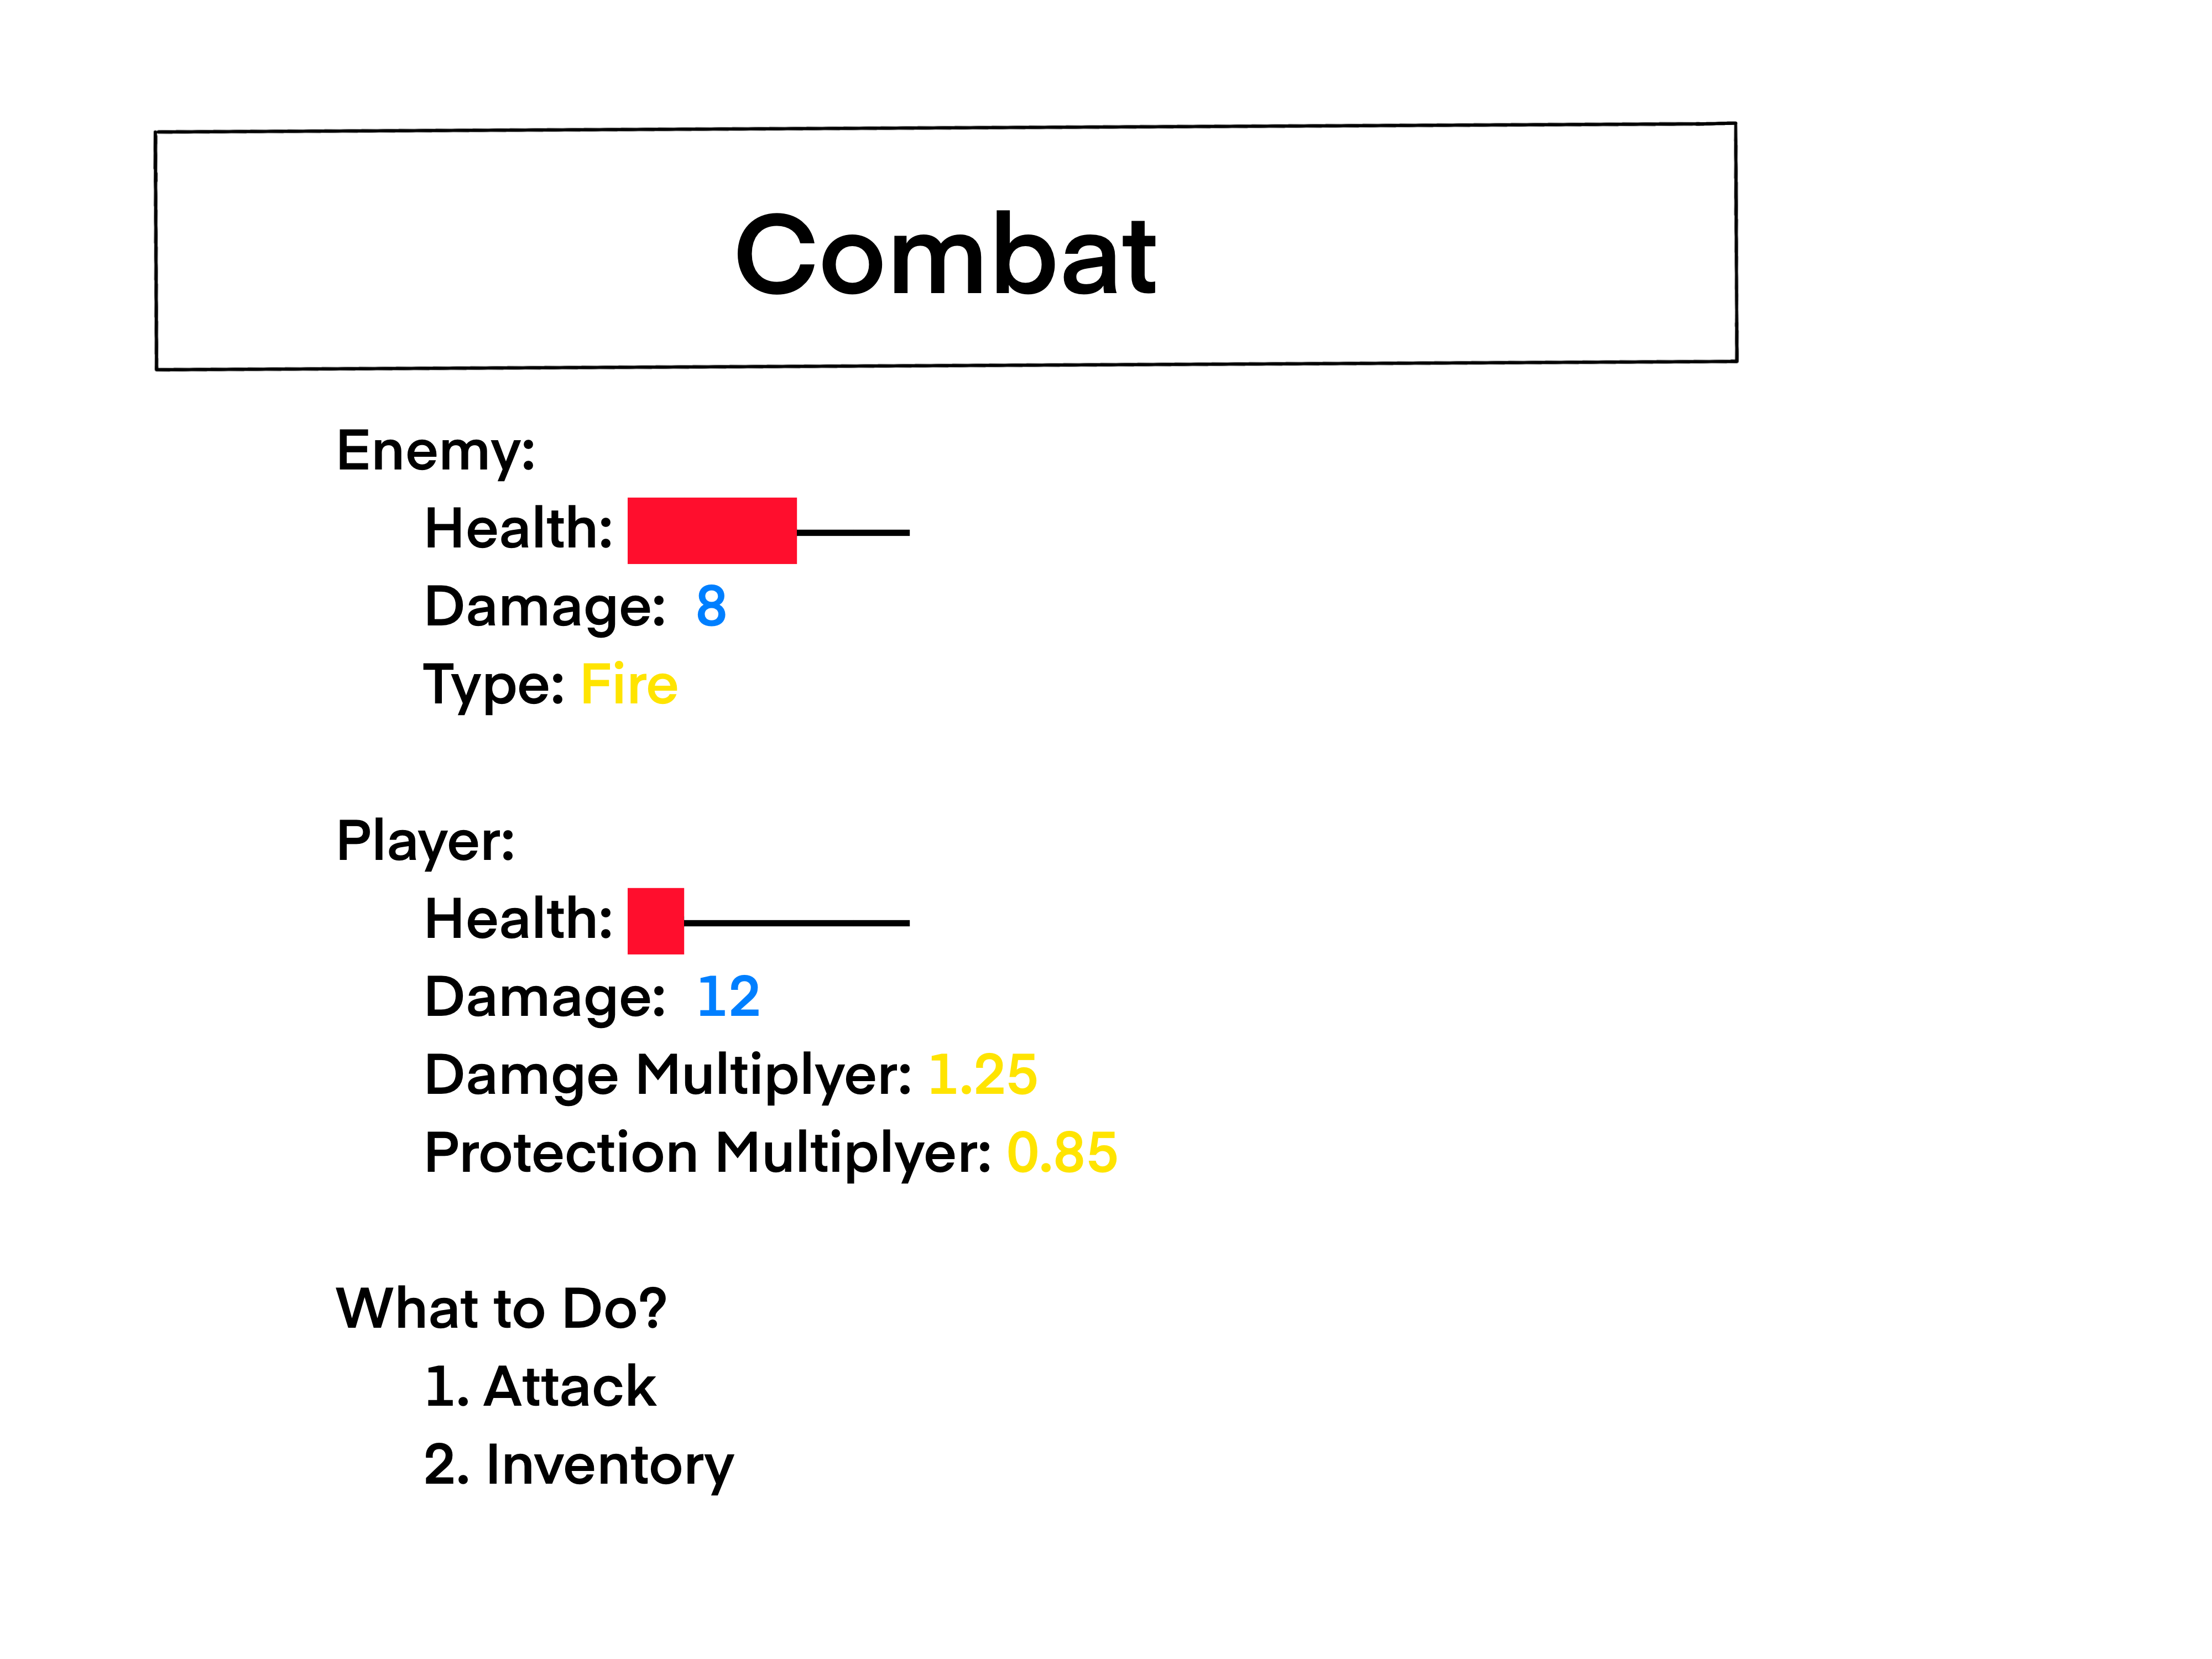 Combat
Enemy:
Health:
Damage: 8
Type: Fire
Player:
Health:
Damage: 12
Damge Multiplyer: 1.25
Protection Multiplyer: 0.85
What to Do?
1. Attack
2. Inventory